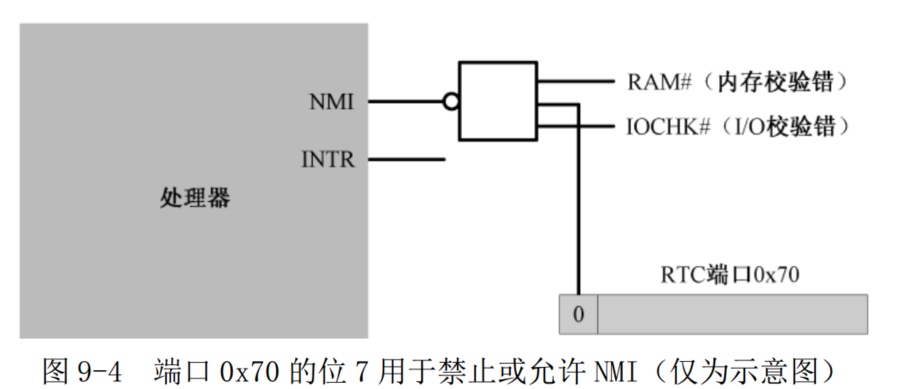 NMI
RAM#（内存校验错）
IOCHK#（I/O校验错）
INTR
处理器
RTC端口0x70
0
图 9-4 端口 0x70 的位 7 用于禁止或允许 NMI（仅为示意图）